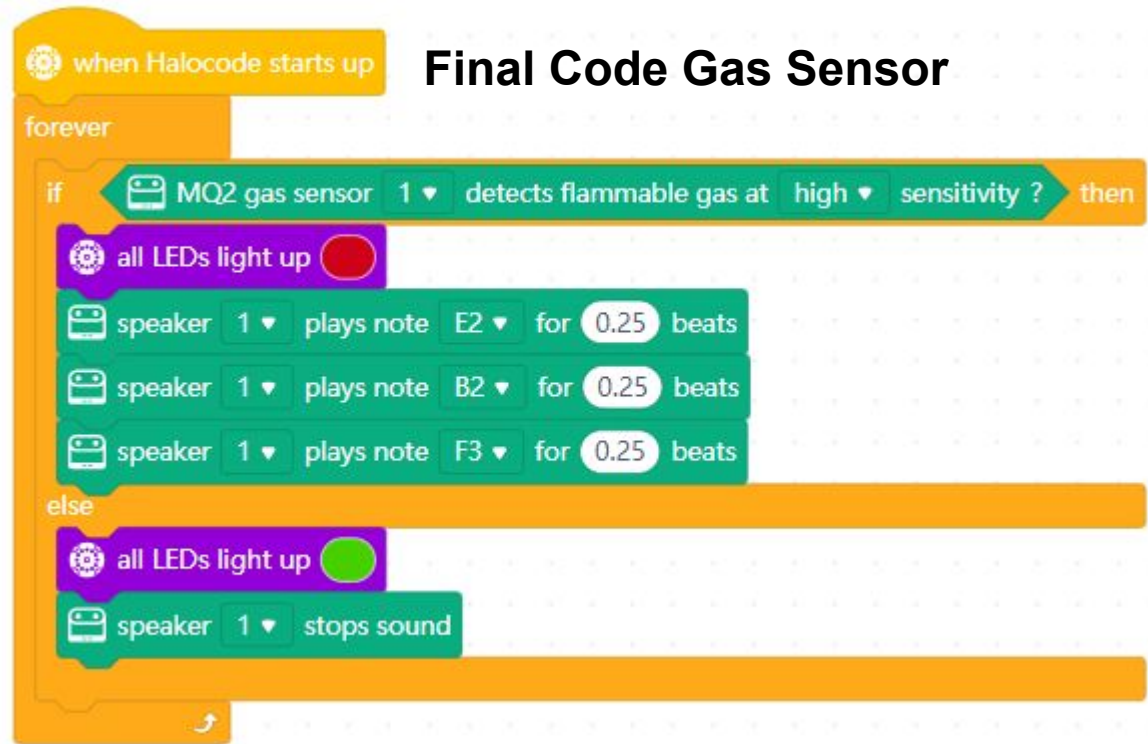 when Halocode starts up
Final Code Gas Sensor
forever
if MQ2 gas sensor 1 detects flammable gas at high sensitivity ? then
all LEDs light up
speaker 1 plays note E2 for 0.25 beats
speaker 1 plays note B2 for 0.25 beats
speaker 1 plays note F3 for 0.25 beats
else
all LEDs light up
speaker 1 stops sound